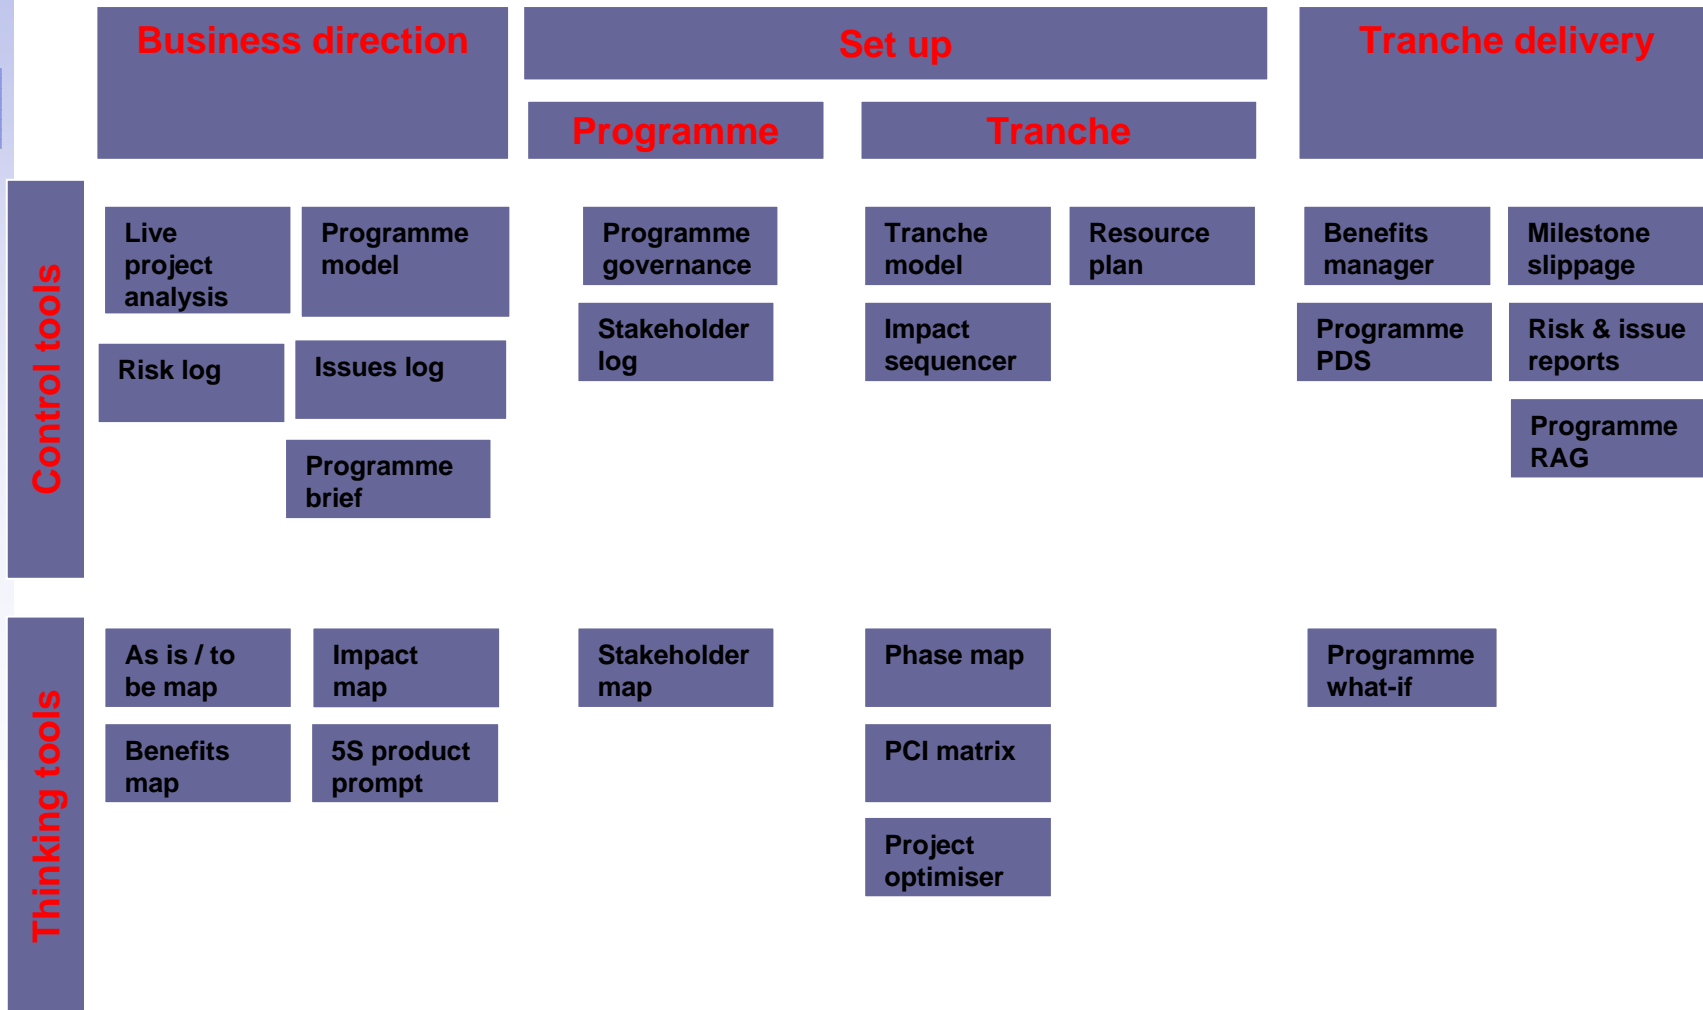 Business direction
Set up
Tranche delivery
Programme
Tranche
Control tools
Live
project
analysis
Programme
model
Risk log
Issues log
Programme
brief
Programme
governance
Stakeholder
log
Tranche
model
Resource
plan
Impact
sequencer
Benefits
manager
Milestone
slippage
Programme
PDS
Risk & issue
reports
Programme
RAG
Thinking tools
As is / to
be map
Impact
map
Benefits
map
5S product
prompt
Stakeholder
map
Phase map
PCI matrix
Project
optimiser
Programme
what-if